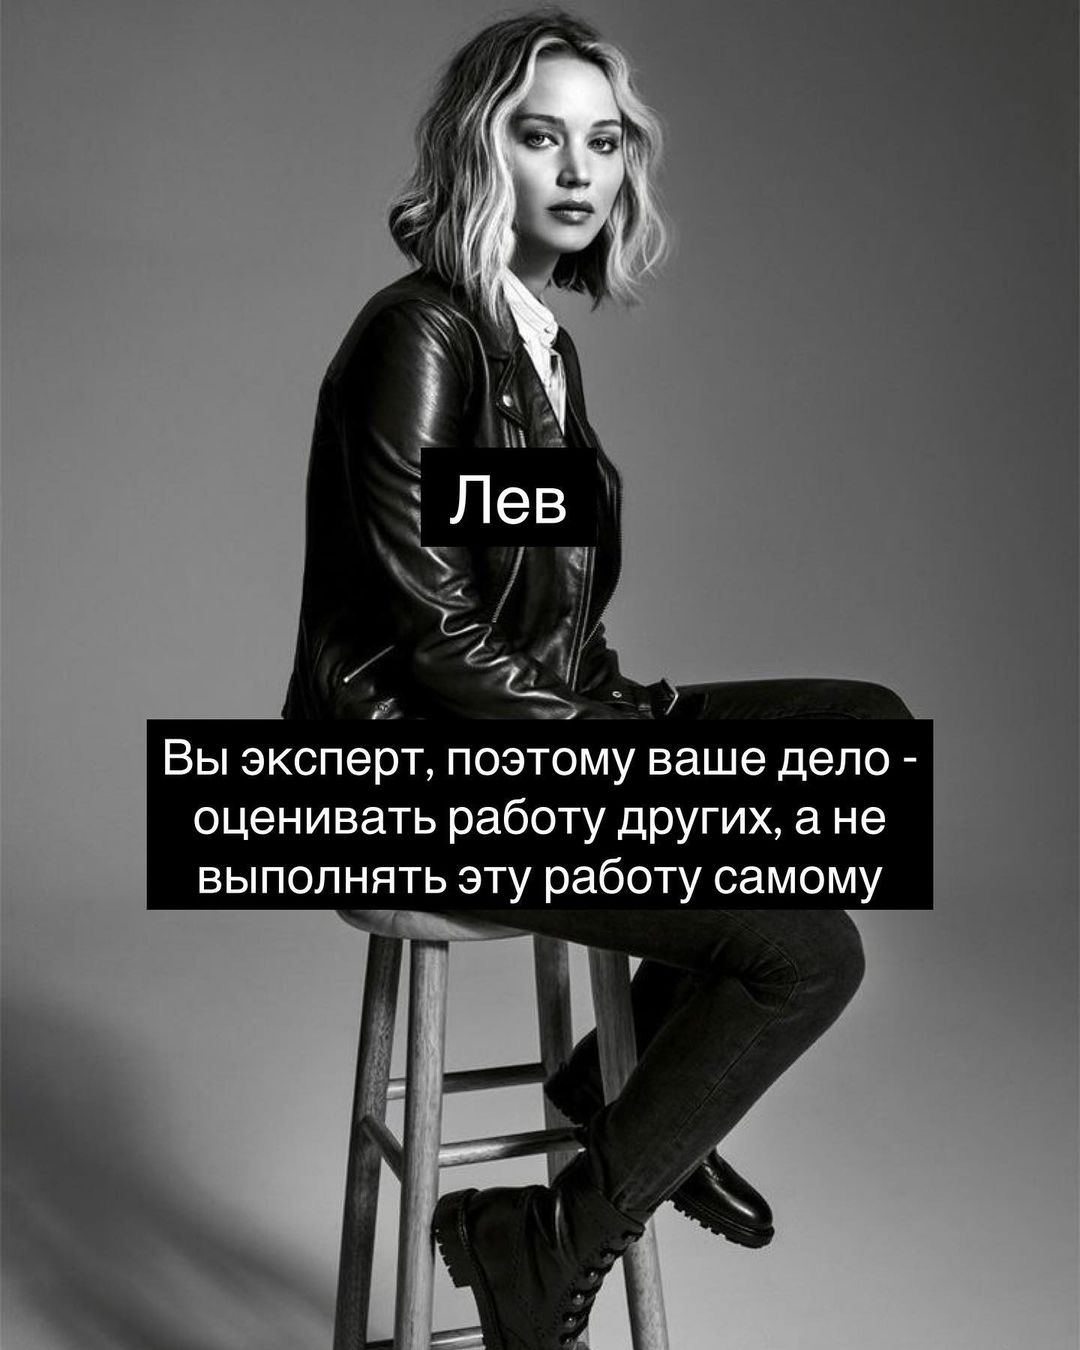 Лев
Вы эксперт, поэтому ваше дело -
оценивать работу других, а не
выполнять эту работу самому